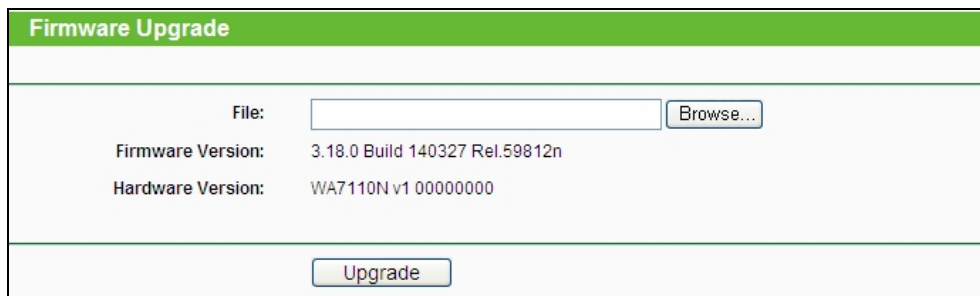 Firmware Upgrade
File: Browse...
Firmware Version: 3.18.0 Build 140327 Rel.59812n
Hardware Version: WA7110N v1 00000000
Upgrade